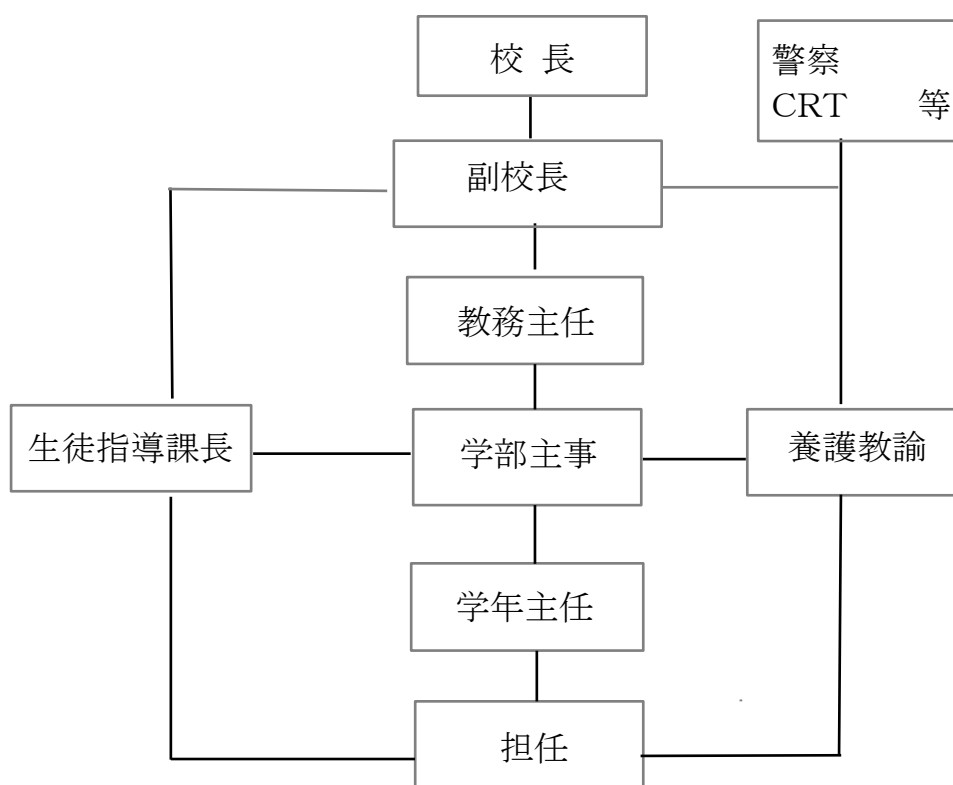 校 長
警察
CRT 等
副校長
教務主任
生徒指導課長
学部主事
養護教諭
学年主任
担任